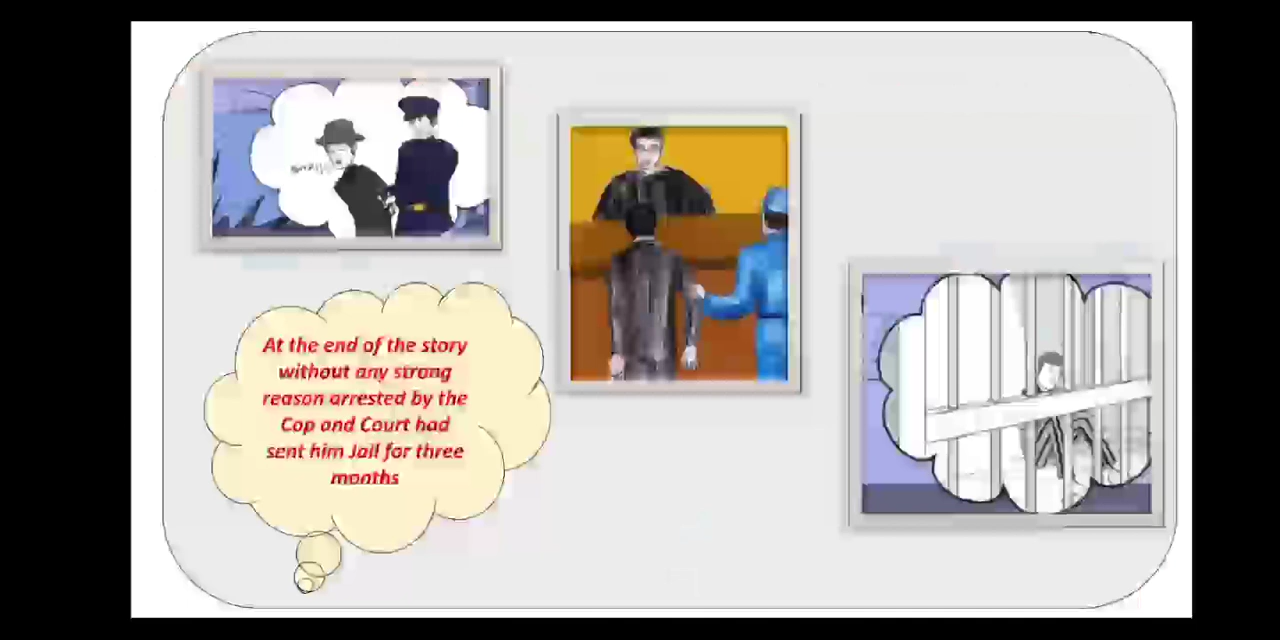 At the end of the story
without any strong
reason arrested by the
Cop and Court had
sent him Jail for three
months